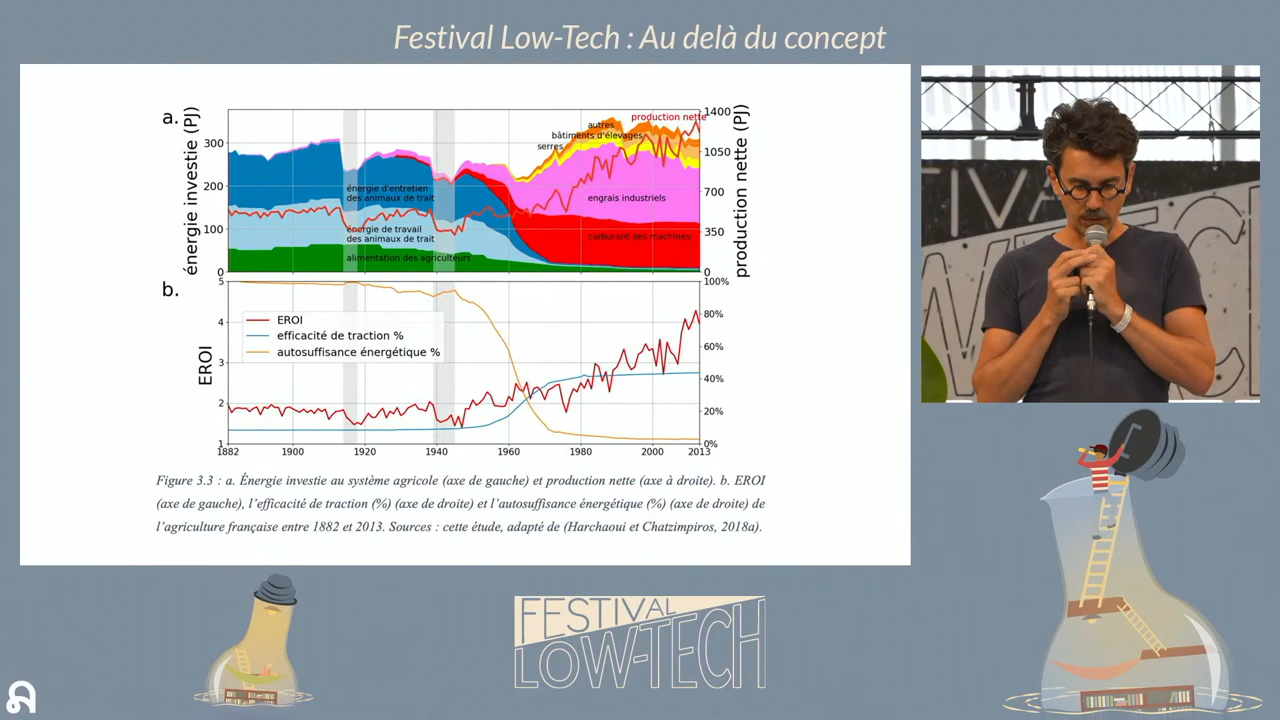 Festival Low-Tech : Au delà du concept
a.
énergie investie (PJ)
300
200
100
0
autres
bâtiments d'élevages
serres
production nette
énergie d'entretien
des animaux de trait
engrais industriels
énergie de travail
des animaux de trait
carburant des machines
alimentation des agriculteurs
1400
1050
700
350
0
production nette (PJ)
b.
EROI
5
4
3
2
1
EROI
efficacité de traction %
autosuffisance énergétique %
100%
80%
60%
40%
20%
0%
1882 1900 1920 1940 1960 1980 2000 2013
Figure 3.3 : a. Énergie investie au système agricole (axe de gauche) et production nette (axe à droite). b. EROI
(axe de gauche), l'efficacité de traction (%) (axe de droite) et l'autosuffisance énergétique (%) (axe de droite) de
l'agriculture française entre 1882 et 2013. Sources : cette étude, adapté de (Harchaoui et Chatzimpiros, 2018a).
FESTIVAL
LOW-TECH